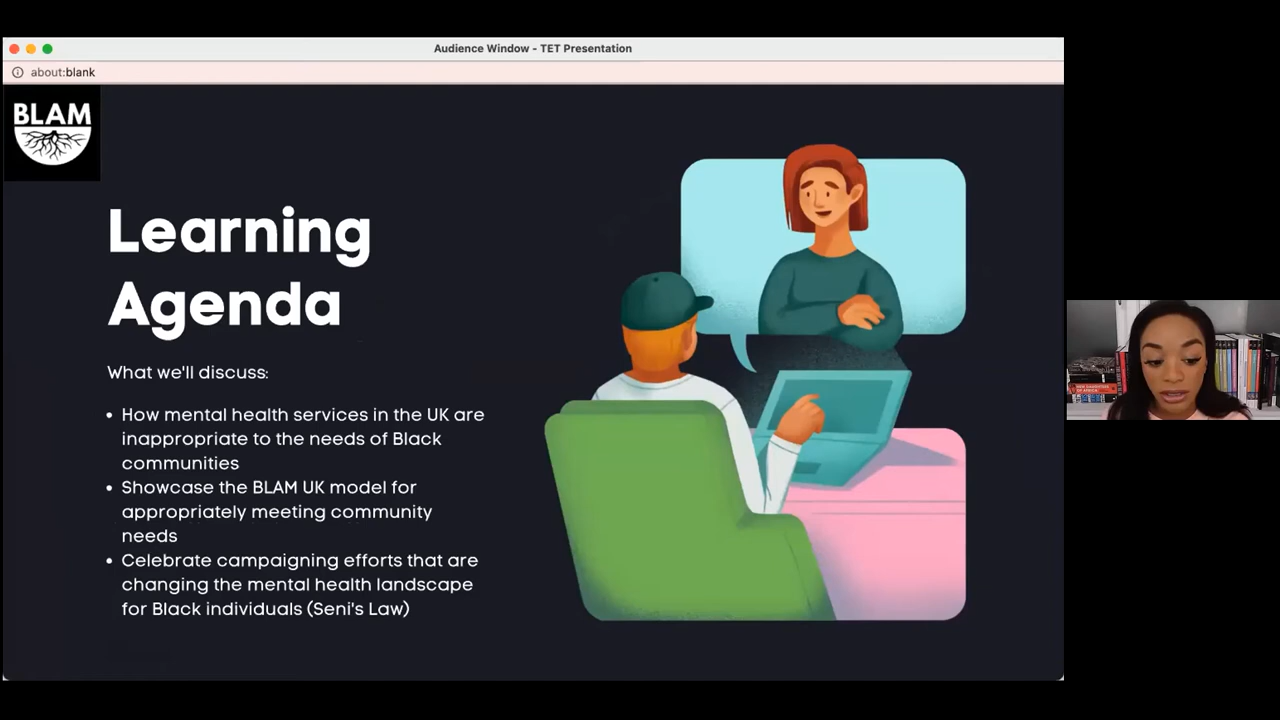 Audience Window - TET Presentation
about:blank
BLAM
Learning
Agenda
What we'll discuss:
• How mental health services in the UK are
inappropriate to the needs of Black
communities
• Showcase the BLAM UK model for
appropriately meeting community
needs
• Celebrate campaigning efforts that are
changing the mental health landscape
for Black individuals (Seni's Law)